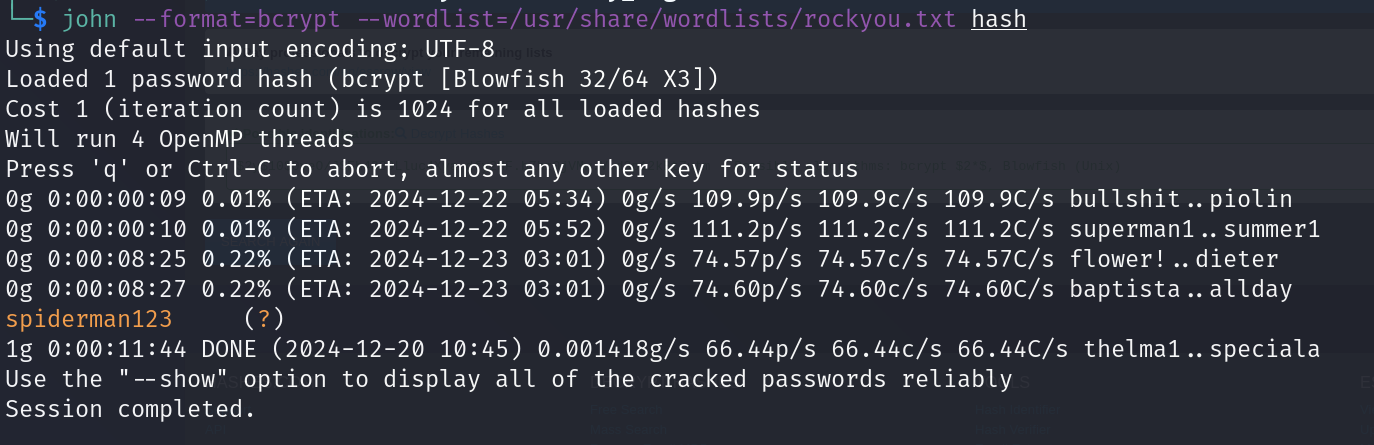 └─$ john --format=bcrypt --wordlist=/usr/share/wordlists/rockyou.txt hash
Using default input encoding: UTF-8
Loaded 1 password hash (bcrypt [Blowfish 32/64 X3])
Cost 1 (iteration count) is 1024 for all loaded hashes
Will run 4 OpenMP threads
Press 'q' or Ctrl-C to abort, almost any other key for status
0g 0:00:00:09 0.01% (ETA: 2024-12-22 05:34) 0g/s 109.9p/s 109.9c/s 109.9C/s bullshit..piolin
0g 0:00:00:10 0.01% (ETA: 2024-12-22 05:52) 0g/s 111.2p/s 111.2c/s 111.2C/s superman1..summer1
0g 0:00:08:25 0.22% (ETA: 2024-12-23 03:01) 0g/s 74.57p/s 74.57c/s 74.57C/s flower!..dieter
0g 0:00:08:27 0.22% (ETA: 2024-12-23 03:01) 0g/s 74.60p/s 74.60c/s 74.60C/s baptista..allday
spiderman123     (?)
1g 0:00:11:44 DONE (2024-12-20 10:45) 0.001418g/s 66.44p/s 66.44c/s 66.44C/s thelma1..speciala
Use the "--show" option to display all of the cracked passwords reliably
Session completed.